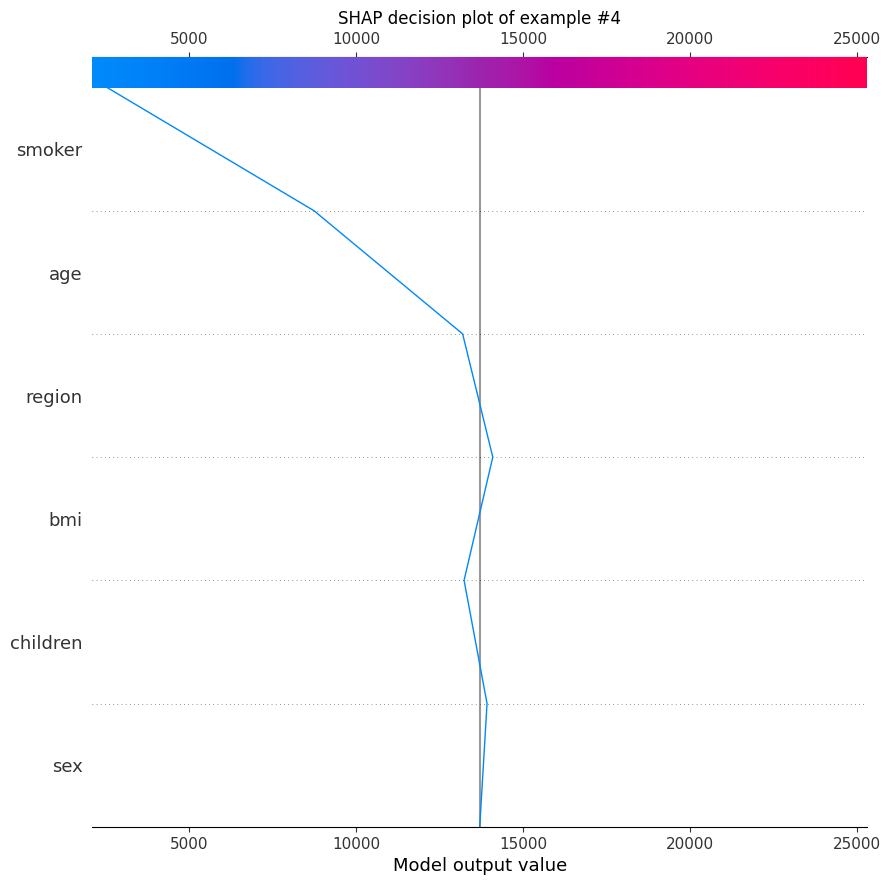 SHAP decision plot of example #4
5000 10000 15000 20000 25000
smoker
age
region
bmi
children
sex
5000 10000 15000 20000 25000
Model output value